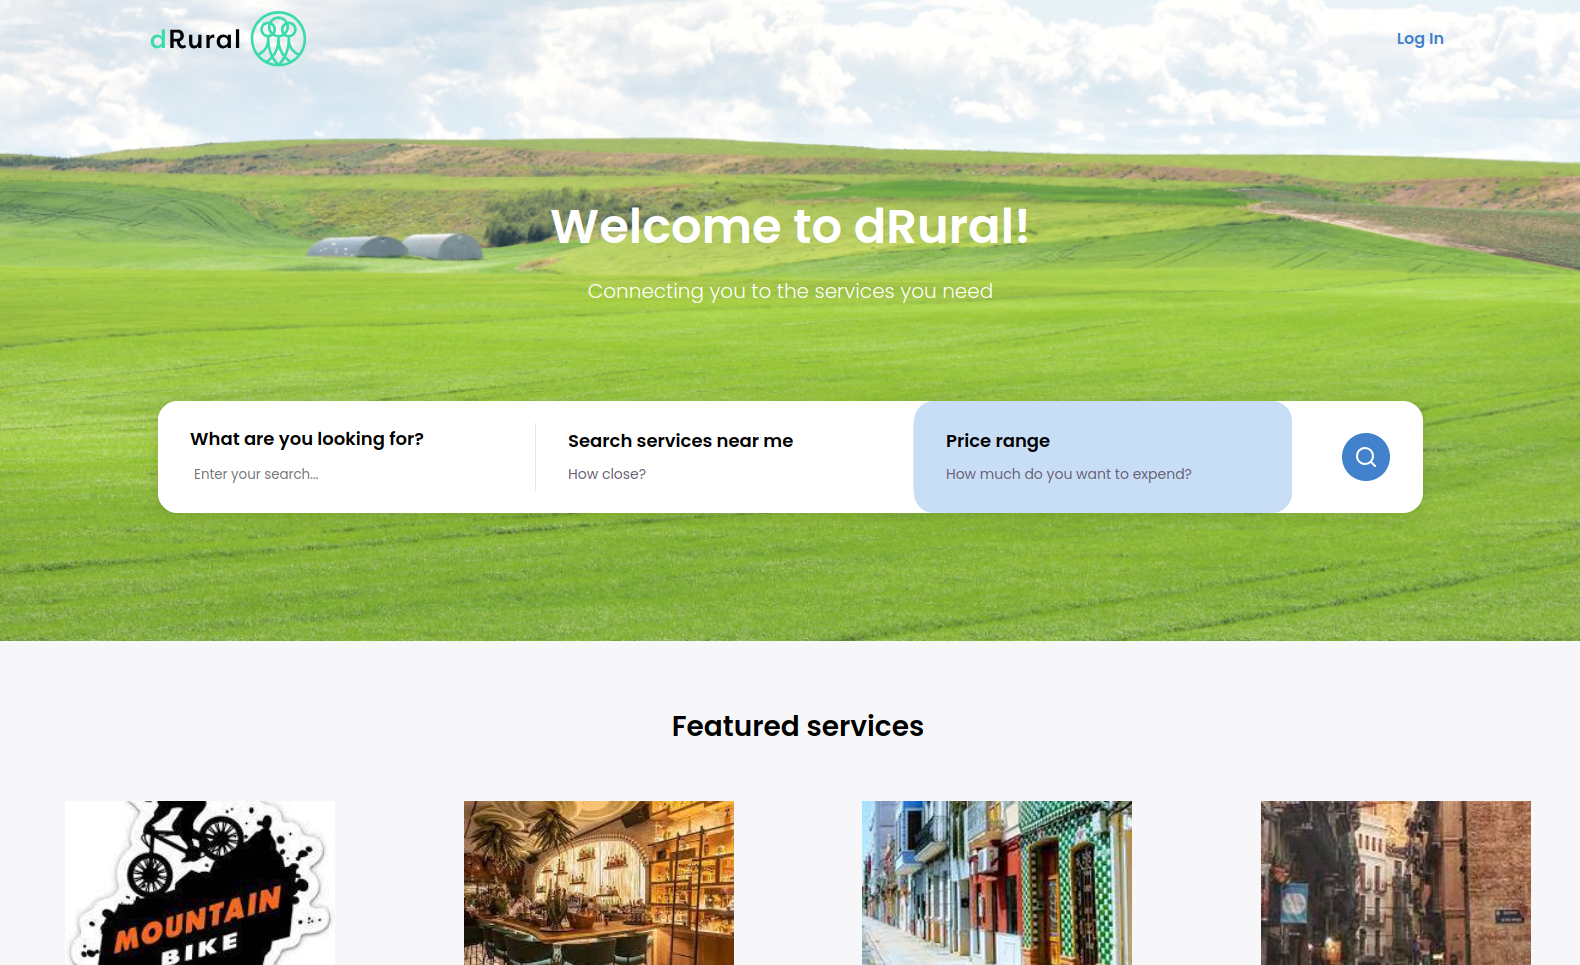 dRural
Log In
Welcome to dRural!
Connecting you to the services you need
What are you looking for?
Enter your search...
Search services near me
How close?
Price range
How much do you want to expend?
Featured services
MOUNTAIN
BIKE